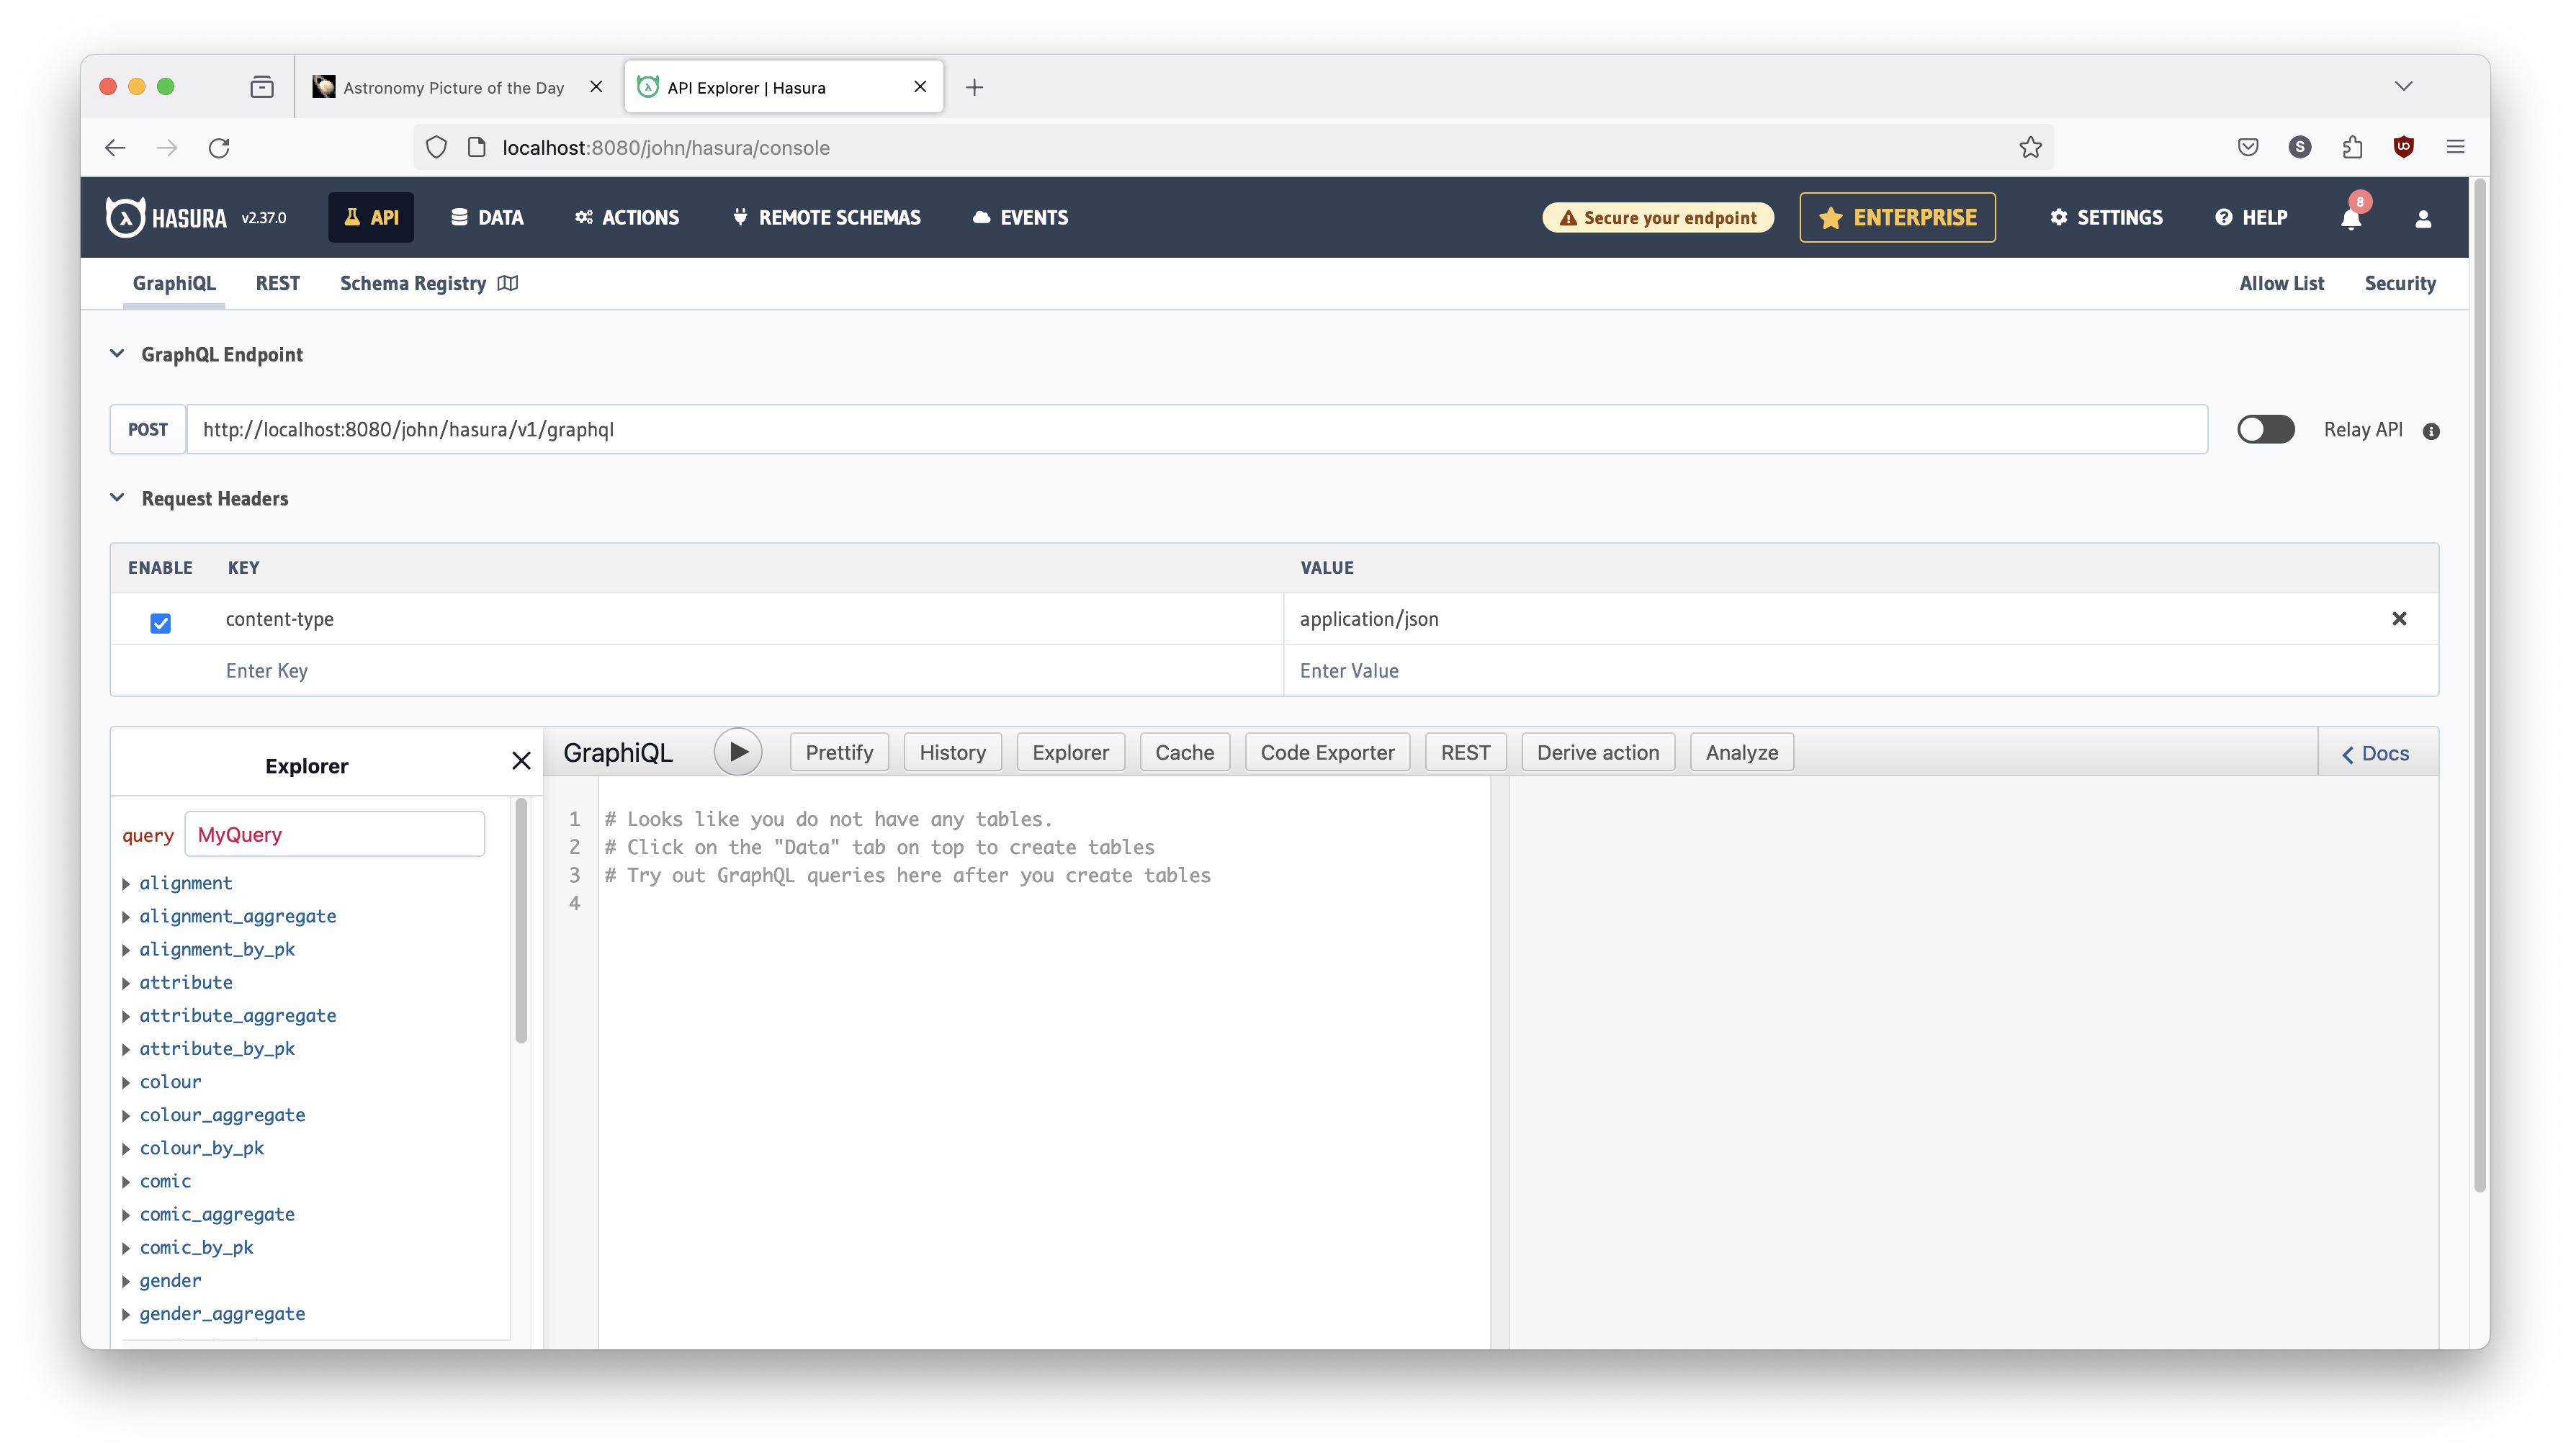 Astronomy Picture of the Day
API Explorer | Hasura
localhost:8080/john/hasura/console
S
HASURA v2.37.0 API DATA ACTIONS REMOTE SCHEMAS EVENTS Secure your endpoint ENTERPRISE SETTINGS HELP 8
GraphiQL REST Schema Registry Allow List Security
GraphQL Endpoint
POST http://localhost:8080/john/hasura/v1/graphql Relay API
Request Headers
ENABLE KEY VALUE
content-type application/json
Enter Key Enter Value
Explorer
GraphiQL Prettify History Explorer Cache Code Exporter REST Derive action Analyze Docs
query MyQuery
alignment
alignment_aggregate
alignment_by_pk
attribute
attribute_aggregate
attribute_by_pk
colour
colour_aggregate
colour_by_pk
comic
comic_aggregate
comic_by_pk
gender
gender_aggregate
1 # Looks like you do not have any tables.
2 # Click on the "Data" tab on top to create tables
3 # Try out GraphQL queries here after you create tables
4